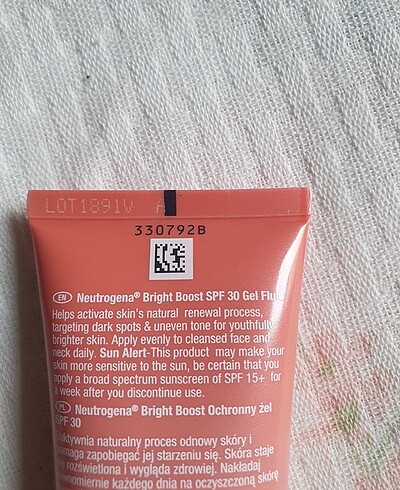 LOT1891V A
330792B
EN Neutrogena® Bright Boost SPF 30 Gel
Helps activate skin's natural renewal process,
targeting dark spots & uneven tone for youthfully
brighter skin. Apply evenly to cleansed face and
neck daily. Sun Alert-This product may make your
skin more sensitive to the sun, be certain that you
apply a broad spectrum sunscreen of SPF 15+ for
a week after you discontinue use.
PL Neutrogena® Bright Boost Ochronny żel
SPF 30
naturalny proces odnowy skóry i
zapobiegać jej starzeniu się. Skóra staje
rozświetlona i wygląda zdrowiej. Nakładaj
każdego dnia na oczyszczoną skórę